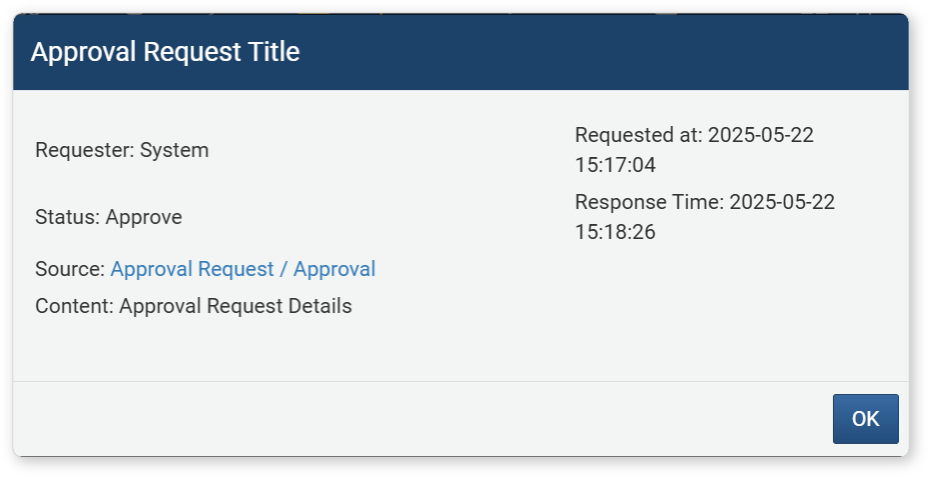 Approval Request Title
Requester: System
Requested at: 2025-05-22
15:17:04
Status: Approve
Response Time: 2025-05-22
15:18:26
Source: Approval Request / Approval
Content: Approval Request Details
OK